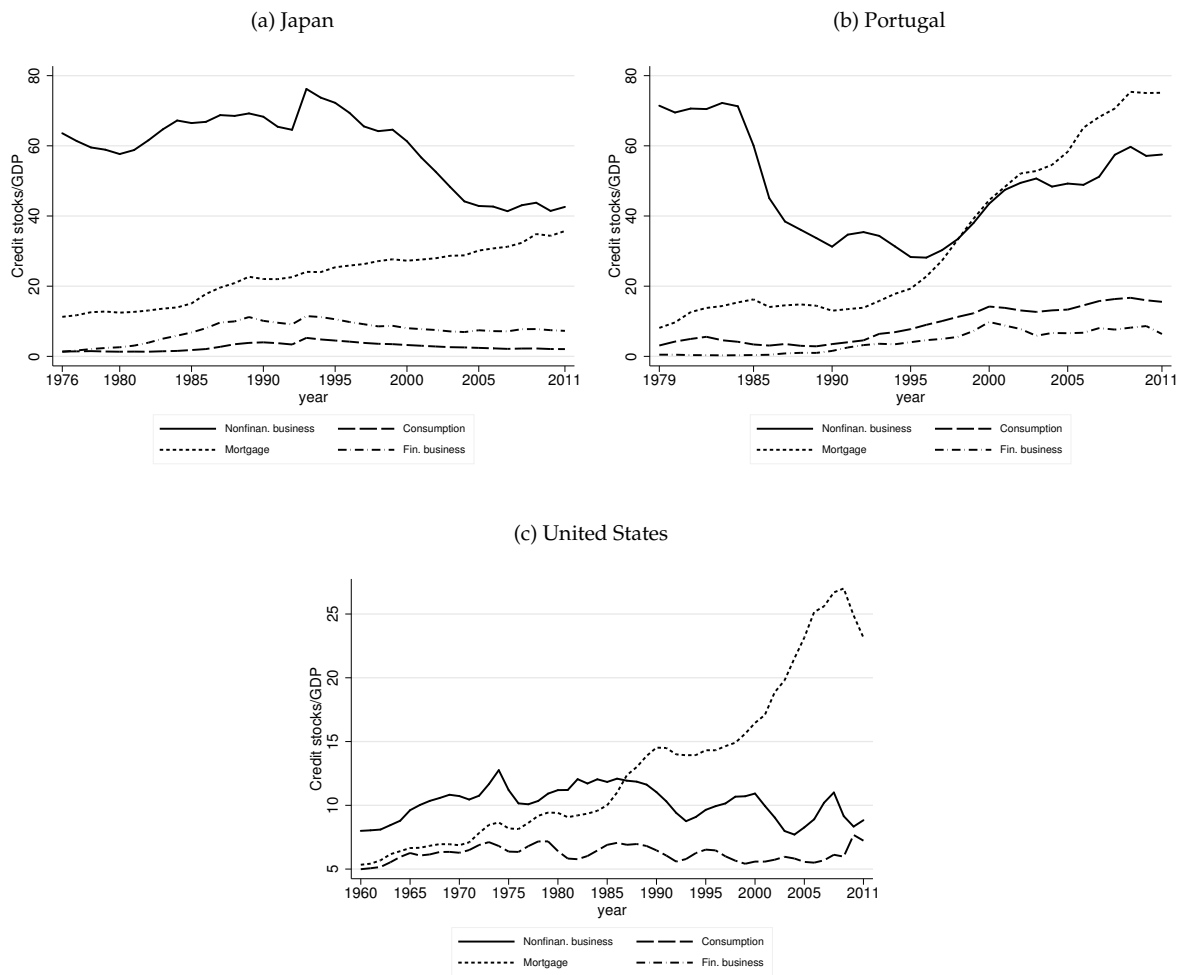 (a) Japan
Credit stocks/GDP
80
60
40
20
0
1976 1980 1985 1990 1995 2000 2005 2011
year
Nonfinan. business Consumption
Mortgage Fin. business
(b) Portugal
Credit stocks/GDP
80
60
40
20
0
1979 1985 1990 1995 2000 2005 2011
year
Nonfinan. business Consumption
Mortgage Fin. business
(c) United States
Credit stocks/GDP
25
20
15
10
5
1960 1965 1970 1975 1980 1985 1990 1995 2000 2005 2011
year
Nonfinan. business Consumption
Mortgage Fin. business